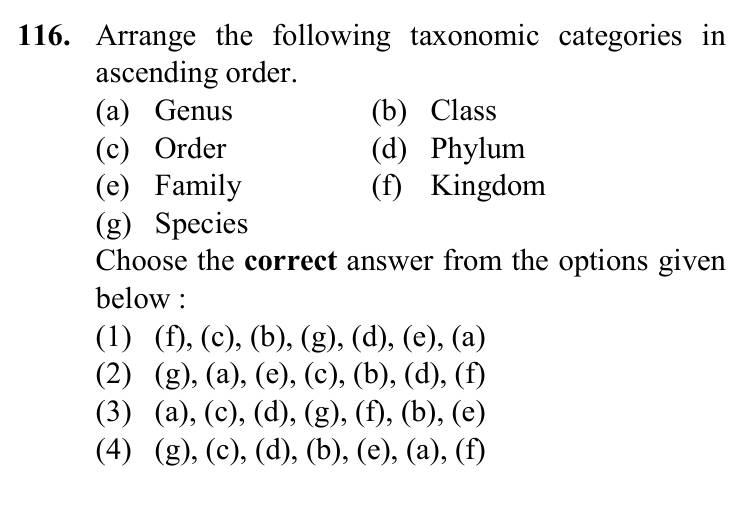 116. Arrange the following taxonomic categories in
ascending order.
(a) Genus (b) Class
(c) Order (d) Phylum
(e) Family (f) Kingdom
(g) Species
Choose the correct answer from the options given
below :
(1) (f), (c), (b), (g), (d), (e), (a)
(2) (g), (a), (e), (c), (b), (d), (f)
(3) (a), (c), (d), (g), (f), (b), (e)
(4) (g), (c), (d), (b), (e), (a), (f)